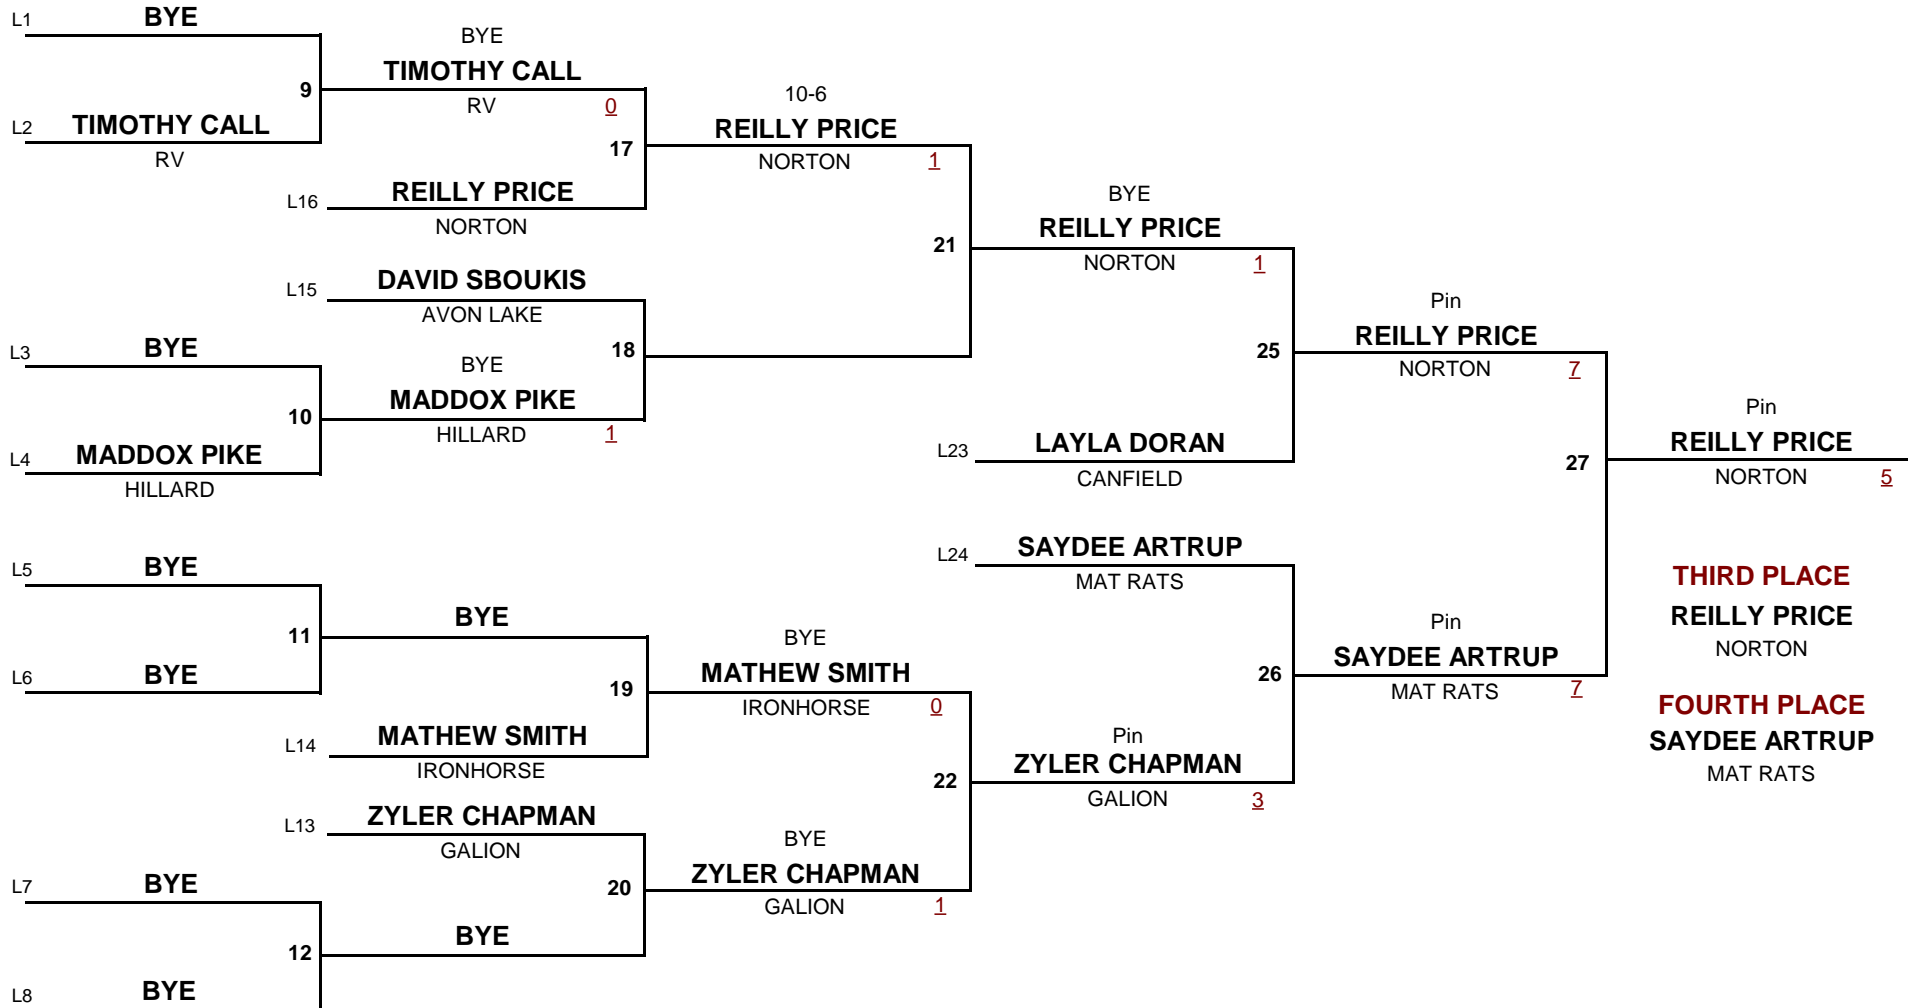 L1 BYE
9
L2 TIMOTHY CALL
RV
BYE
TIMOTHY CALL
RV 0
17
L16 REILLY PRICE
NORTON
10-6
REILLY PRICE
NORTON 1
L15 DAVID SBOUKIS
AVON LAKE
18
L3 BYE
10
L4 MADDOX PIKE
HILLARD
BYE
MADDOX PIKE
HILLARD 1
21
BYE
REILLY PRICE
NORTON 1
25
L23 LAYLA DORAN
CANFIELD
Pin
REILLY PRICE
NORTON 7
27
Pin
REILLY PRICE
NORTON 5
L5 BYE
11
L6 BYE
BYE
19
L14 MATHEW SMITH
IRONHORSE
BYE
MATHEW SMITH
IRONHORSE 0
22
L13 ZYLER CHAPMAN
GALION
20
L7 BYE
12
L8 BYE
BYE
BYE
ZYLER CHAPMAN
GALION 1
Pin
ZYLER CHAPMAN
GALION 3
L24 SAYDEE ARTRUP
MAT RATS
26
Pin
SAYDEE ARTRUP
MAT RATS 7
THIRD PLACE
REILLY PRICE
NORTON
FOURTH PLACE
SAYDEE ARTRUP
MAT RATS